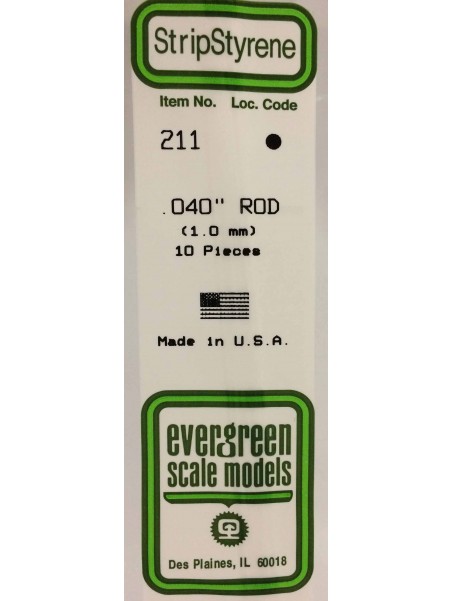 StripStyrene
Item No. Loc. Code
211 ●
.040" ROD
(1.0 mm)
10 Pieces
Made in U.S.A.
evergreen
scale models
Des Plaines, IL 60018